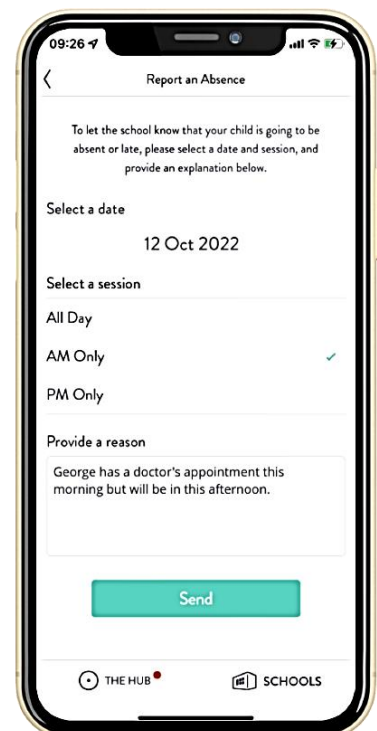 09:26
Report an Absence
To let the school know that your child is going to be
absent or late, please select a date and session, and
provide an explanation below.
Select a date
12 Oct 2022
Select a session
All Day
AM Only
PM Only
Provide a reason
George has a doctor's appointment this
morning but will be in this afternoon.
Send
THE HUB
SCHOOLS